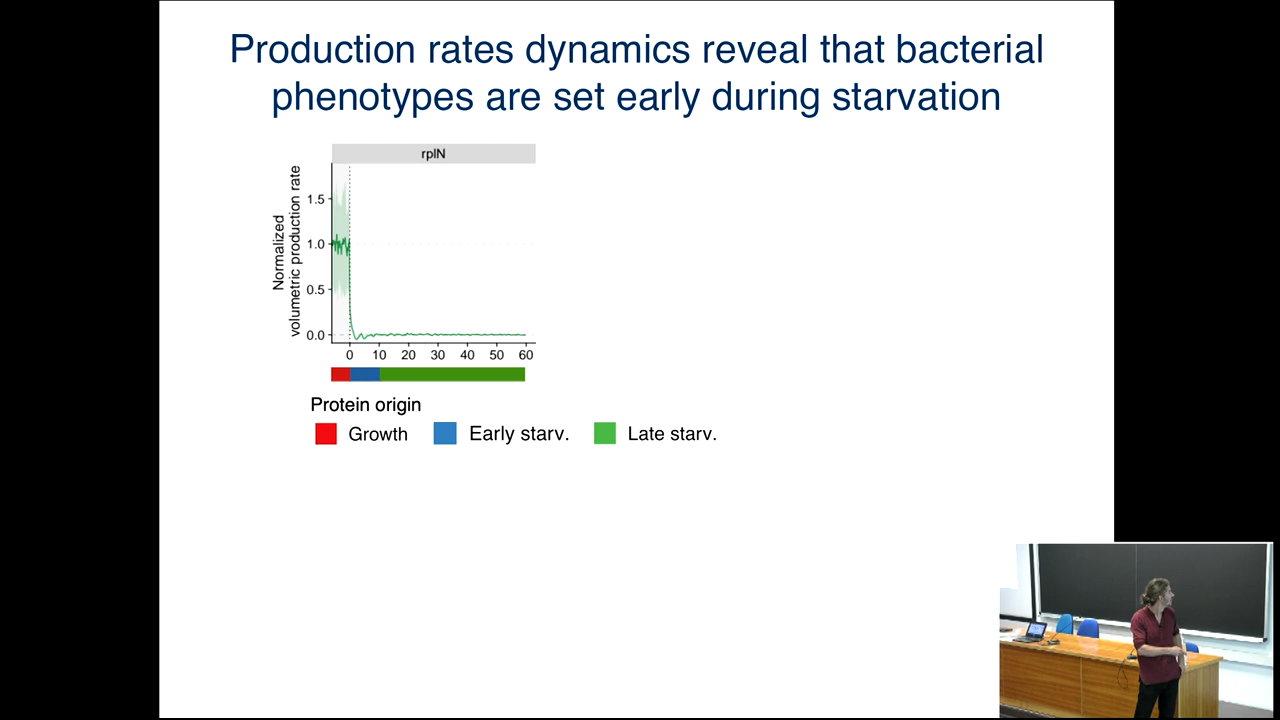 Production rates dynamics reveal that bacterial
phenotypes are set early during starvation
rplN
Normalized
volumetric production rate
1.5
1.0
0.5
0.0
0 10 20 30 40 50 60
Protein origin
Growth Early starv. Late starv.